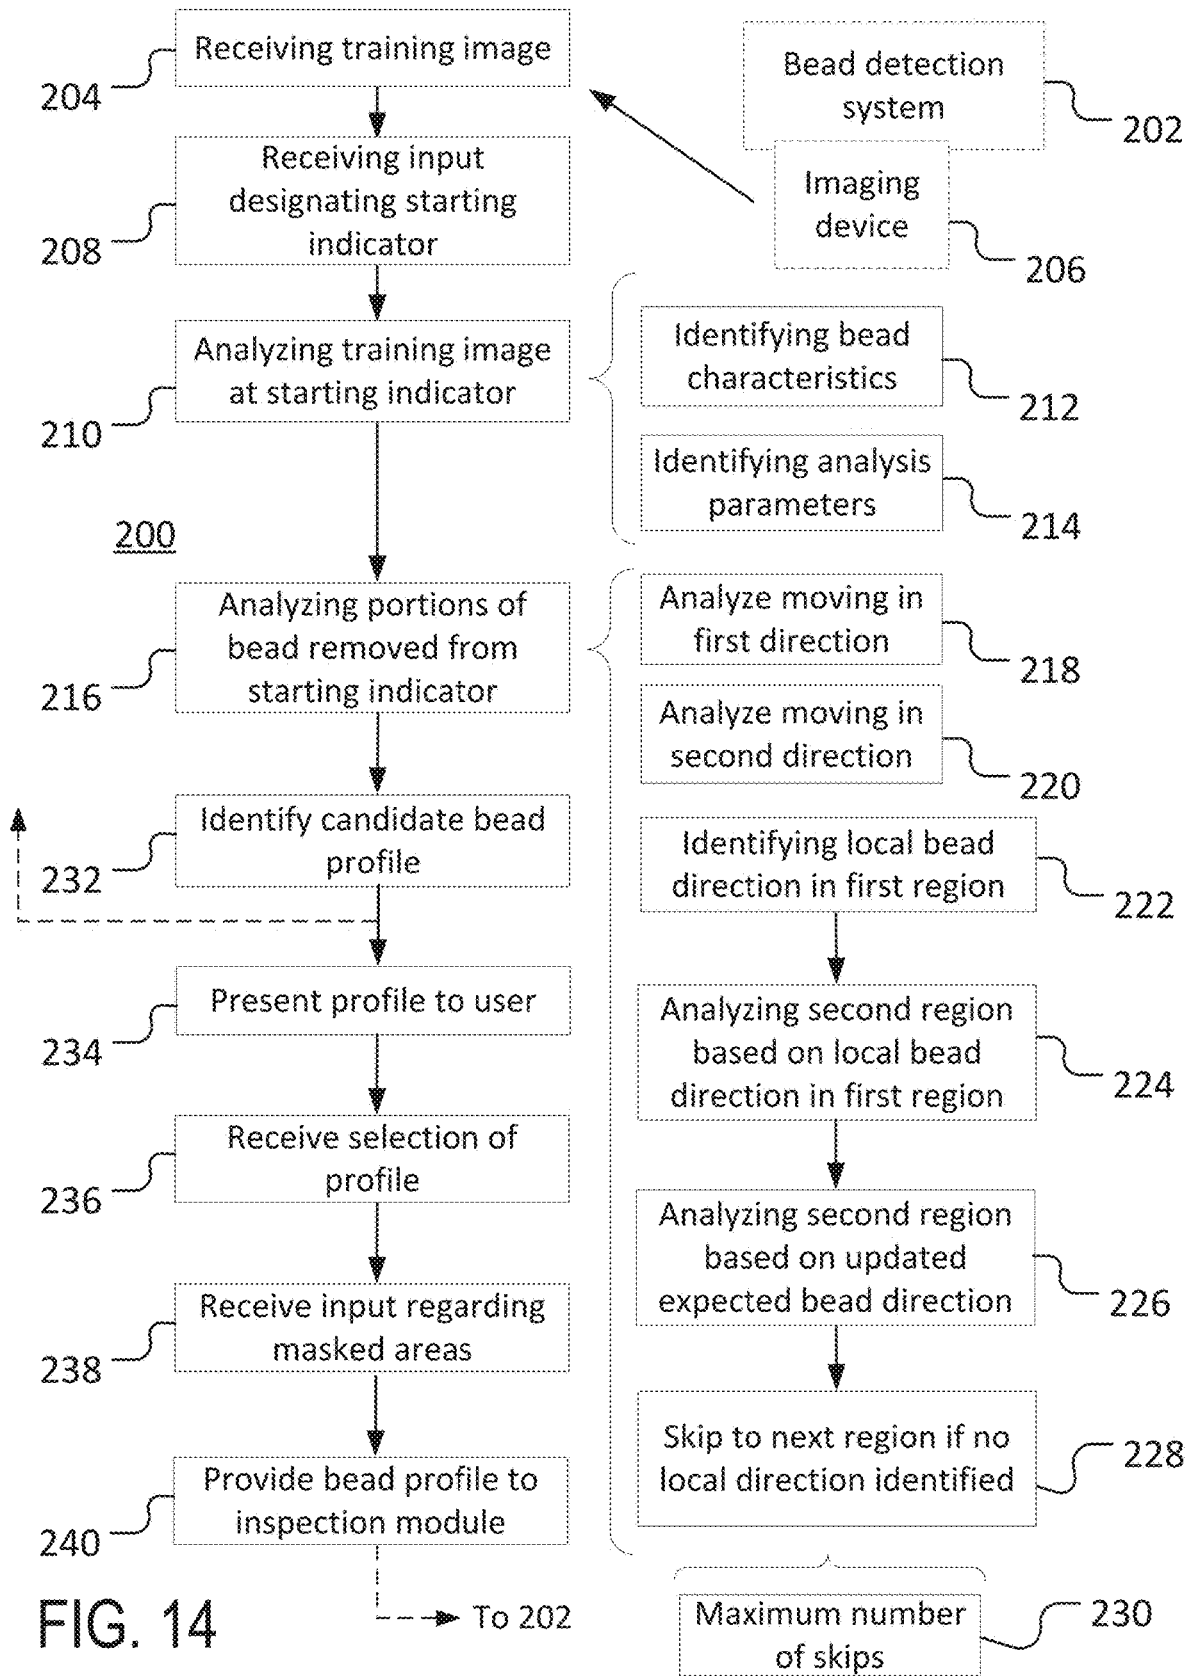 Receiving training image
204
Bead detection
system
202
Receiving input
designating starting
indicator
208
Imaging
device
206
Analyzing training image
at starting indicator
210
Identifying bead
characteristics
212
Identifying analysis
parameters
214
200
Analyzing portions of
bead removed from
starting indicator
216
Analyze moving in
first direction
218
Analyze moving in
second direction
220
Identify candidate bead
profile
232
Identifying local bead
direction in first region
222
Present profile to user
234
Analyzing second region
based on local bead
direction in first region
224
Receive selection of
profile
236
Analyzing second region
based on updated
expected bead direction
226
Receive input regarding
masked areas
238
Skip to next region if no
local direction identified
228
Provide bead profile to
inspection module
240
To 202
Maximum number
of skips
230
FIG. 14